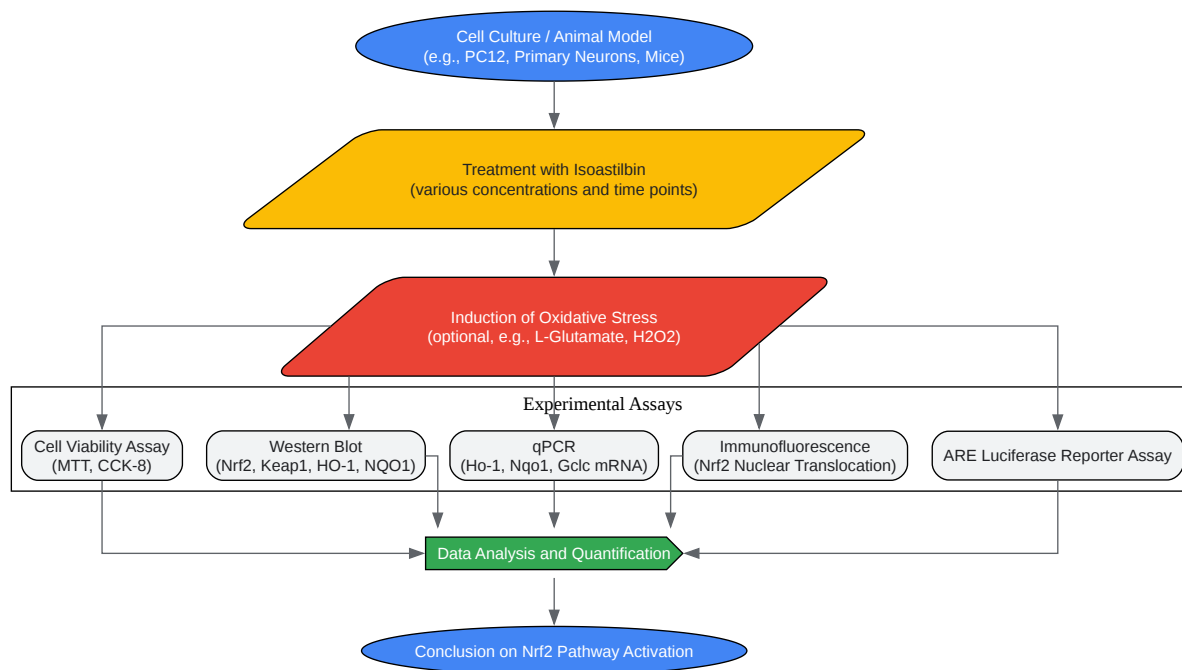 Cell Culture / Animal Model
(e.g., PC12, Primary Neurons, Mice)
Treatment with Isoastilbin
(various concentrations and time points)
Induction of Oxidative Stress
(optional, e.g., L-Glutamate, H2O2)
Experimental Assays
Cell Viability Assay
(MTT, CCK-8)
Western Blot
(Nrf2, Keap1, HO-1, NQO1)
qPCR
(Ho-1, Nqo1, Gclc mRNA)
Immunofluorescence
(Nrf2 Nuclear Translocation)
ARE Luciferase Reporter Assay
Data Analysis and Quantification
Conclusion on Nrf2 Pathway Activation